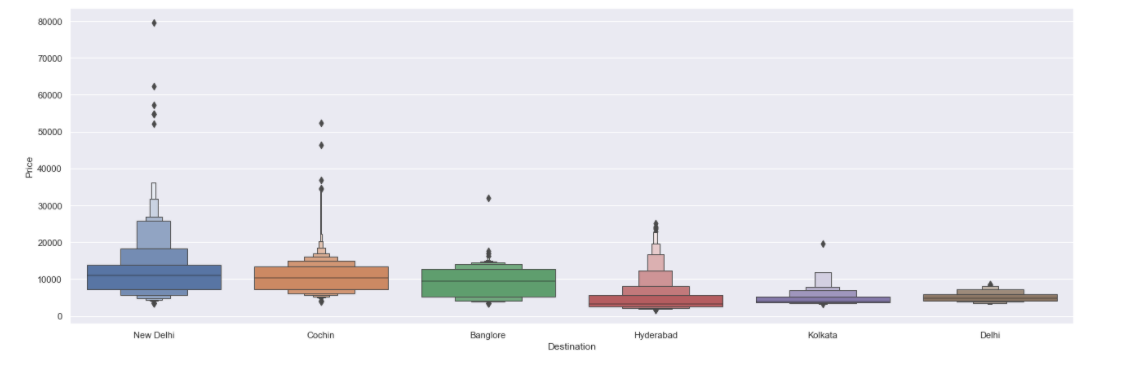 80000
70000
60000
50000
40000
30000
20000
10000
0
Price
New Delhi
Cochin
Banglore
Hyderabad
Kolkata
Delhi
Destination